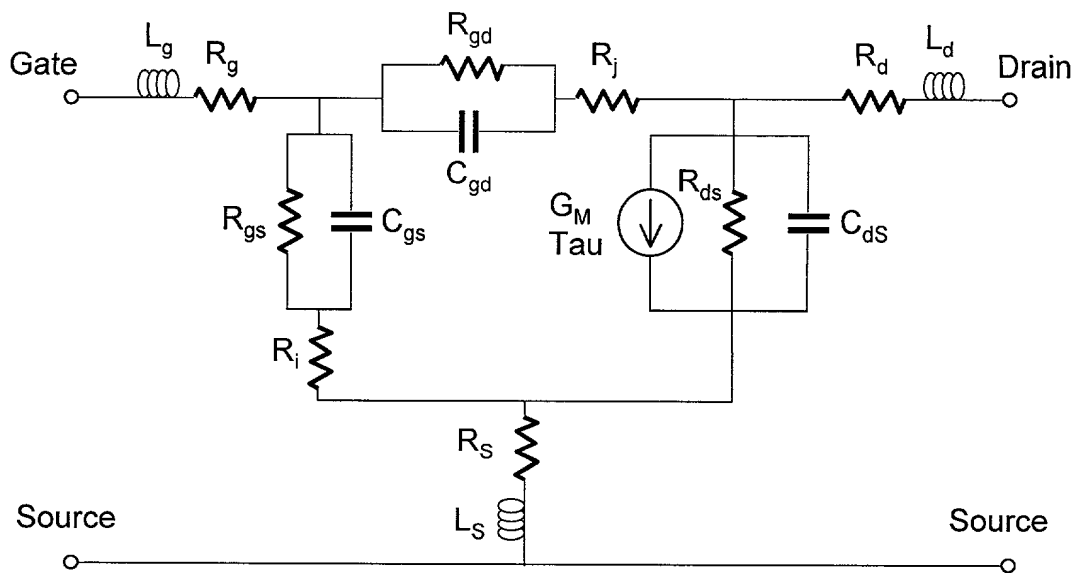 L_g
R_g
R_gd
R_j
R_d
L_d
Gate
Drain
C_gd
R_gs
C_gs
G_M
Tau
R_ds
C_dS
R_i
R_S
L_S
Source
Source